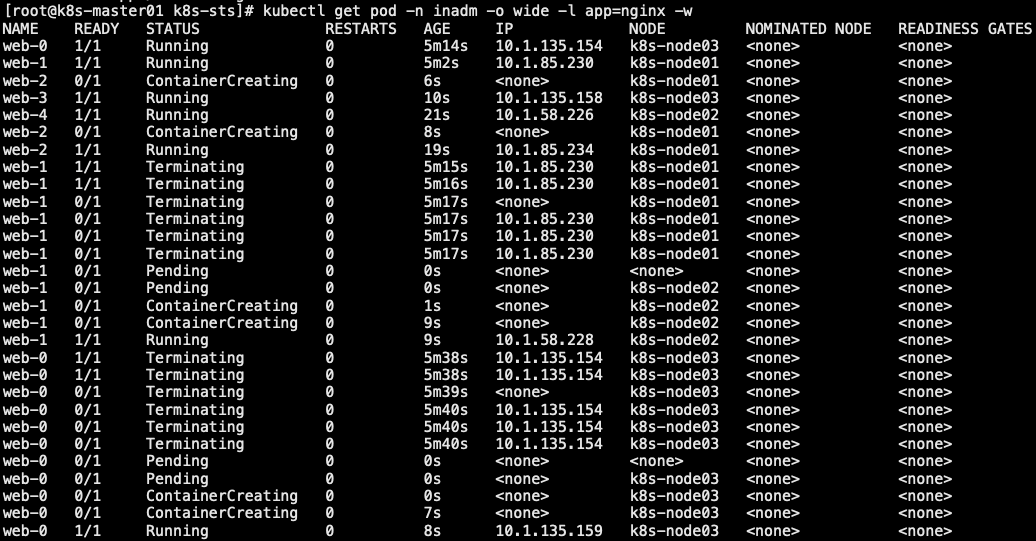 [root@k8s-master01 k8s-sts]# kubectl get pod -n inadm -o wide -l app=nginx -w
NAME READY STATUS RESTARTS AGE IP NODE NOMINATED NODE READINESS GATES
web-0 1/1 Running 0 5m14s 10.1.135.154 k8s-node03 <none> <none>
web-1 1/1 Running 0 5m2s 10.1.85.230 k8s-node01 <none> <none>
web-2 0/1 ContainerCreating 0 6s <none> k8s-node01 <none> <none>
web-3 1/1 Running 0 10s 10.1.135.158 k8s-node03 <none> <none>
web-4 1/1 Running 0 21s 10.1.58.226 k8s-node02 <none> <none>
web-2 0/1 ContainerCreating 0 8s <none> k8s-node01 <none> <none>
web-2 1/1 Running 0 19s 10.1.85.234 k8s-node01 <none> <none>
web-1 1/1 Terminating 0 5m15s 10.1.85.230 k8s-node01 <none> <none>
web-1 1/1 Terminating 0 5m16s 10.1.85.230 k8s-node01 <none> <none>
web-1 0/1 Terminating 0 5m17s <none> k8s-node01 <none> <none>
web-1 0/1 Terminating 0 5m17s 10.1.85.230 k8s-node01 <none> <none>
web-1 0/1 Terminating 0 5m17s 10.1.85.230 k8s-node01 <none> <none>
web-1 0/1 Terminating 0 5m17s 10.1.85.230 k8s-node01 <none> <none>
web-1 0/1 Pending 0 0s <none> <none> <none> <none>
web-1 0/1 Pending 0 0s <none> k8s-node02 <none> <none>
web-1 0/1 ContainerCreating 0 1s <none> k8s-node02 <none> <none>
web-1 0/1 ContainerCreating 0 9s <none> k8s-node02 <none> <none>
web-1 1/1 Running 0 9s 10.1.58.228 k8s-node02 <none> <none>
web-0 1/1 Terminating 0 5m38s 10.1.135.154 k8s-node03 <none> <none>
web-0 1/1 Terminating 0 5m38s 10.1.135.154 k8s-node03 <none> <none>
web-0 0/1 Terminating 0 5m39s <none> k8s-node03 <none> <none>
web-0 0/1 Terminating 0 5m40s 10.1.135.154 k8s-node03 <none> <none>
web-0 0/1 Terminating 0 5m40s 10.1.135.154 k8s-node03 <none> <none>
web-0 0/1 Terminating 0 5m40s 10.1.135.154 k8s-node03 <none> <none>
web-0 0/1 Pending 0 0s <none> <none> <none> <none>
web-0 0/1 Pending 0 0s <none> k8s-node03 <none> <none>
web-0 0/1 ContainerCreating 0 0s <none> k8s-node03 <none> <none>
web-0 0/1 ContainerCreating 0 7s <none> k8s-node03 <none> <none>
web-0 1/1 Running 0 8s 10.1.135.159 k8s-node03 <none> <none>